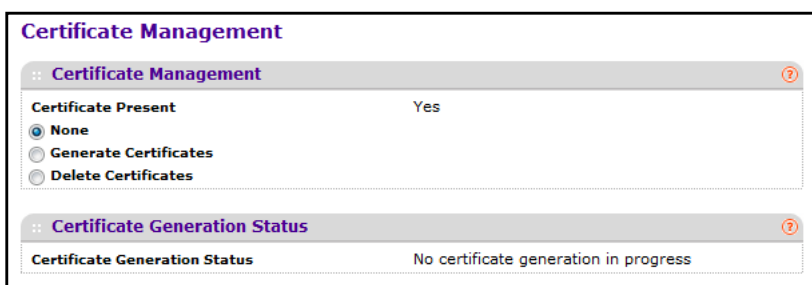 Certificate Management
Certificate Management
Certificate Present Yes
None
Generate Certificates
Delete Certificates
Certificate Generation Status
Certificate Generation Status No certificate generation in progress